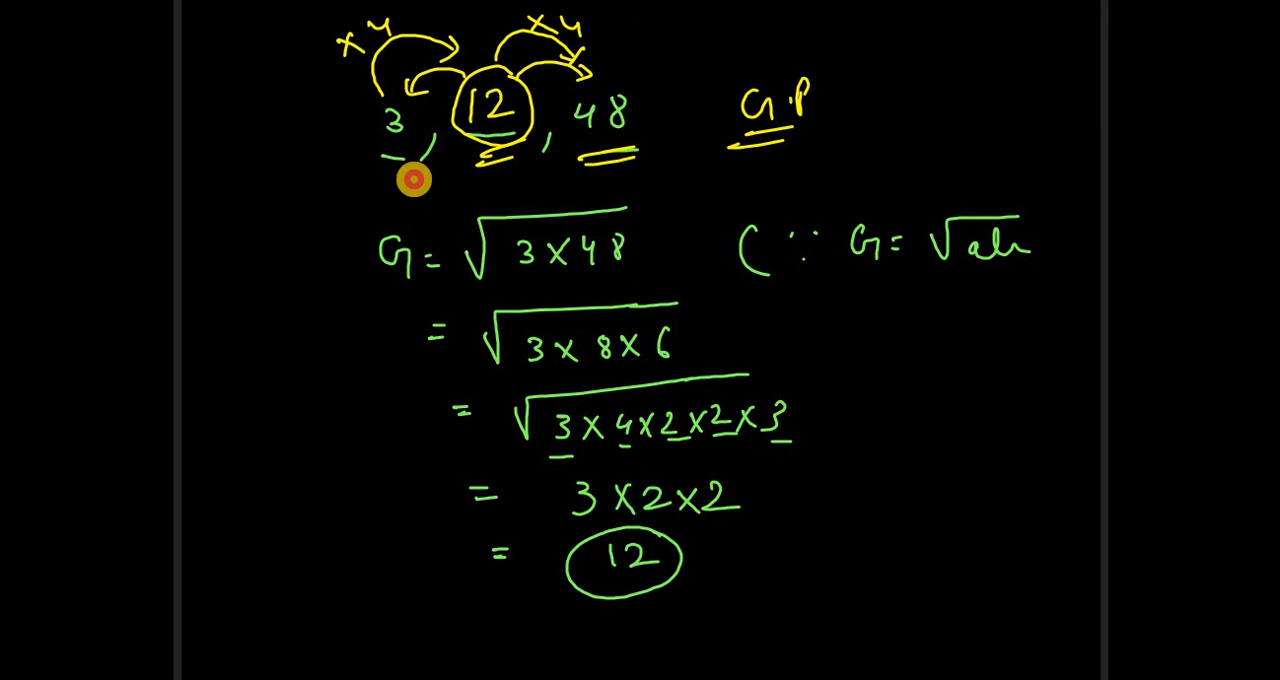 ×4 ×4
3, 12, 48 G.P
G = √3×48 (∵ G = √ab
= √3×8×6
= √3×4×2×2×3
= 3×2×2
= 12